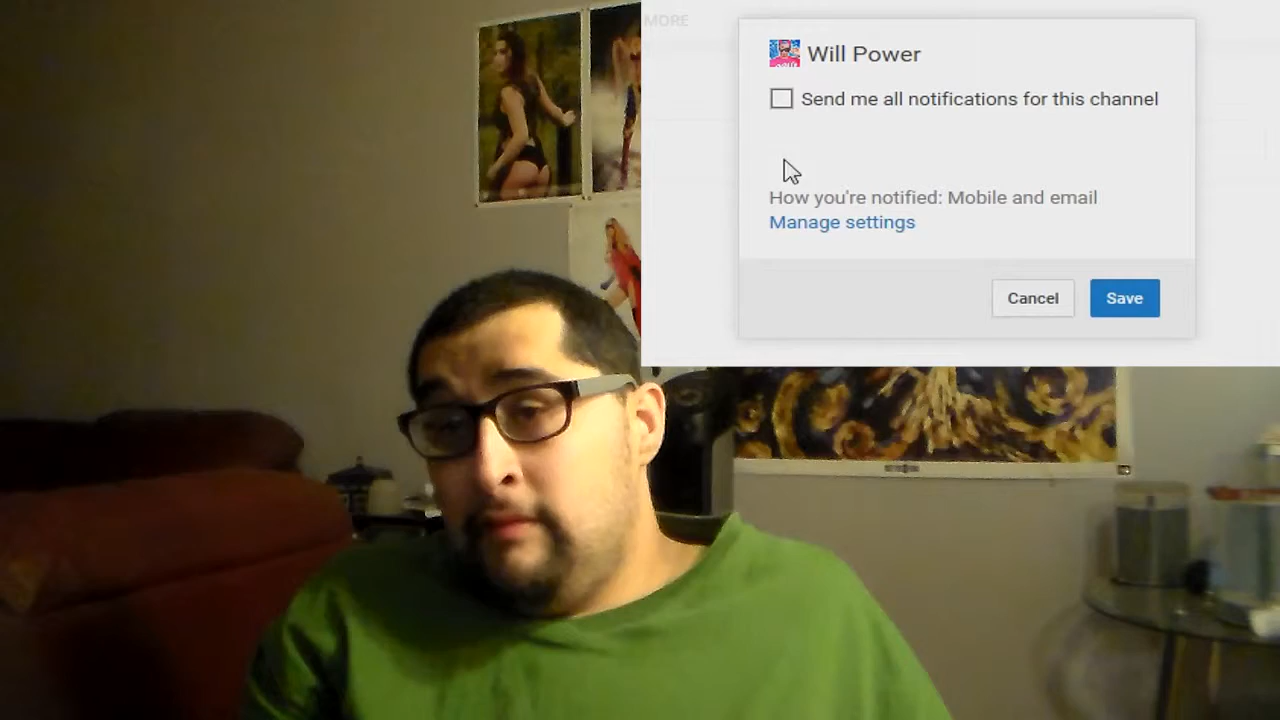 MORE
Will Power
Send me all notifications for this channel
How you're notified: Mobile and email
Manage settings
Cancel
Save